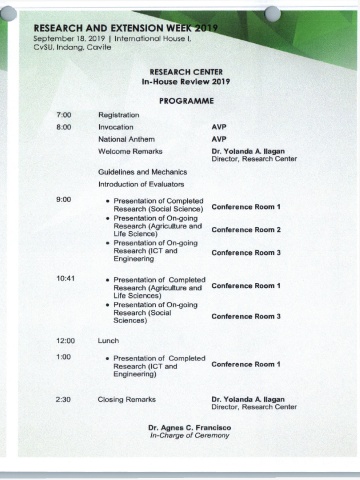 RESEARCH AND EXTENSION WEEK 2019
September 18, 2019 | International House I,
CvSU, Indang, Cavite
RESEARCH CENTER
In-House Review 2019
PROGRAMME
7:00 Registration
8:00 Invocation AVP
National Anthem AVP
Welcome Remarks Dr. Yolanda A. Ilagan
Director, Research Center
Guidelines and Mechanics
Introduction of Evaluators
9:00 • Presentation of Completed
Research (Social Science) Conference Room 1
• Presentation of On-going
Research (Agriculture and Conference Room 2
Life Science)
• Presentation of On-going
Research (ICT and Conference Room 3
Engineering
10:41 • Presentation of Completed
Research (Agriculture and Conference Room 1
Life Sciences)
• Presentation of On-going
Research (Social Conference Room 3
Sciences)
12:00 Lunch
1:00 • Presentation of Completed
Research (ICT and Conference Room 1
Engineering)
2:30 Closing Remarks Dr. Yolanda A. Ilagan
Director, Research Center
Dr. Agnes C. Francisco
In-Charge of Ceremony